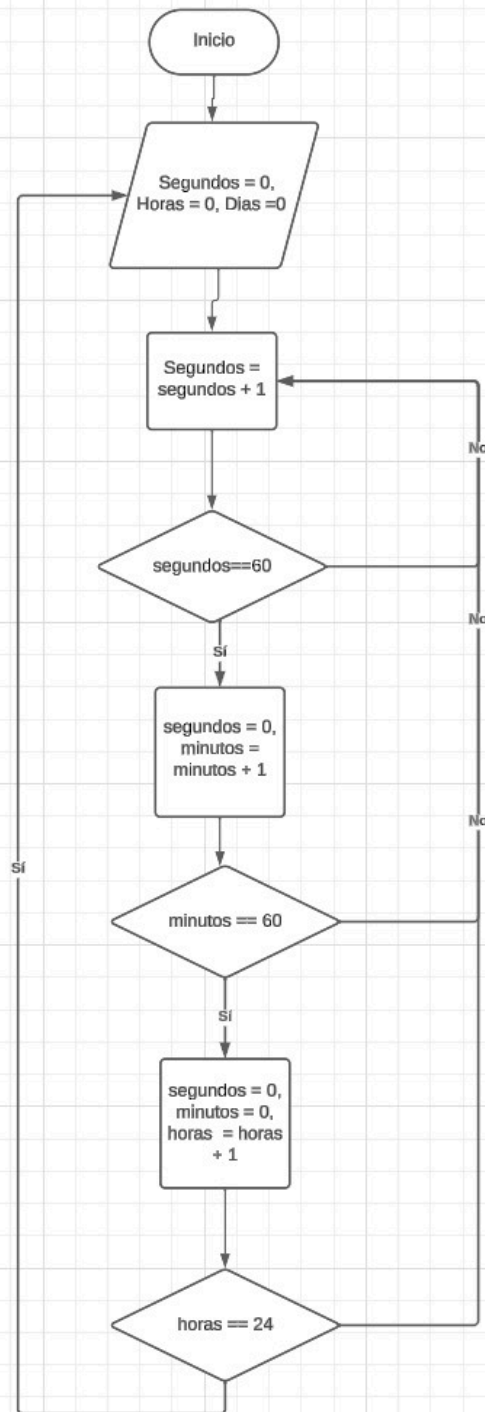 Inicio
Segundos = 0,
Horas = 0, Dias =0
Segundos =
segundos + 1
No
segundos==60
No
Sí
segundos = 0,
minutos =
minutos + 1
No
Sí
minutos == 60
Sí
segundos = 0,
minutos = 0,
horas = horas
+ 1
horas == 24